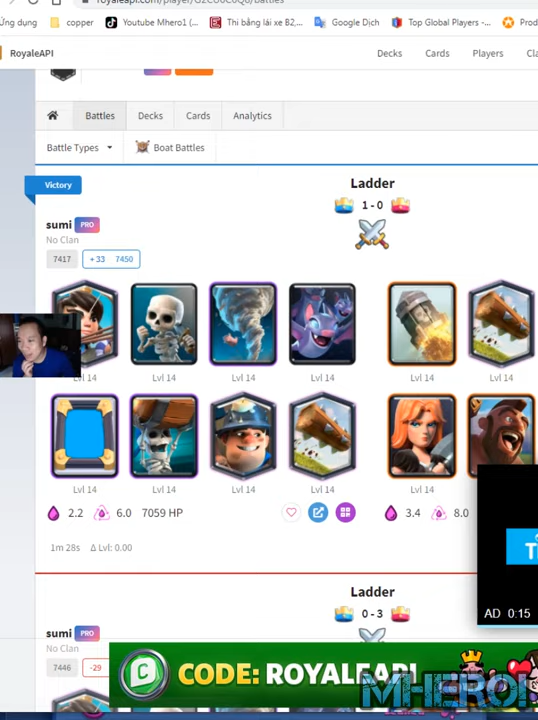 Ứng dụng copper Youtube Mhero1 (... Thi bằng lái xe B2,... Google Dịch Top Global Players -... Prod
RoyaleAPI Decks Cards Players Cla
Battles Decks Cards Analytics
Battle Types Boat Battles
Victory
Ladder
1 - 0
sumi PRO
No Clan
7417 + 33 7450
Lvl 14 Lvl 14 Lvl 14 Lvl 14 Lvl 14 Lvl 14
Lvl 14 Lvl 14 Lvl 14 Lvl 14 Lvl 14
2.2 6.0 7059 HP 3.4 8.0
1m 28s Δ Lvl: 0.00
AD 0:15
Ladder
0 - 3
sumi PRO
No Clan
7446 -29
CODE: ROYALEAPI
MHERO1